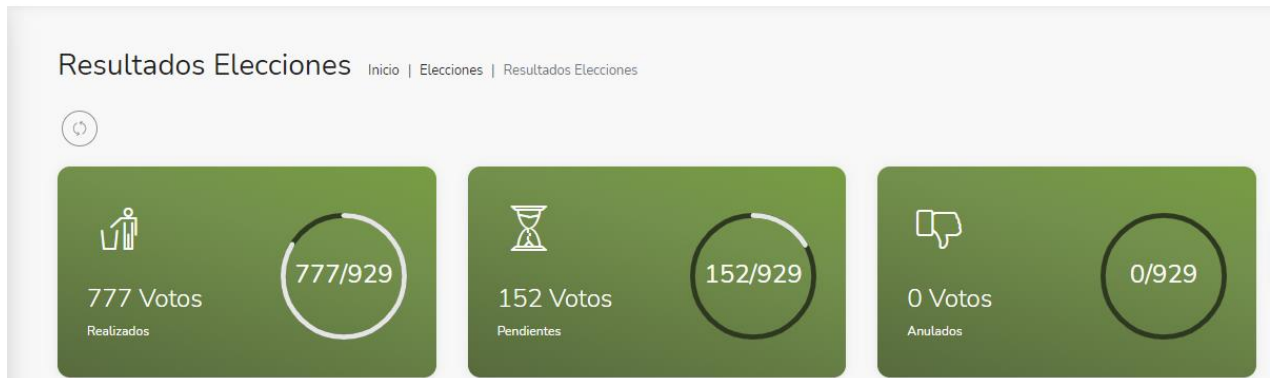 Resultados Elecciones Inicio | Elecciones | Resultados Elecciones
777 Votos
Realizados
777/929
152 Votos
Pendientes
152/929
0 Votos
Anulados
0/929